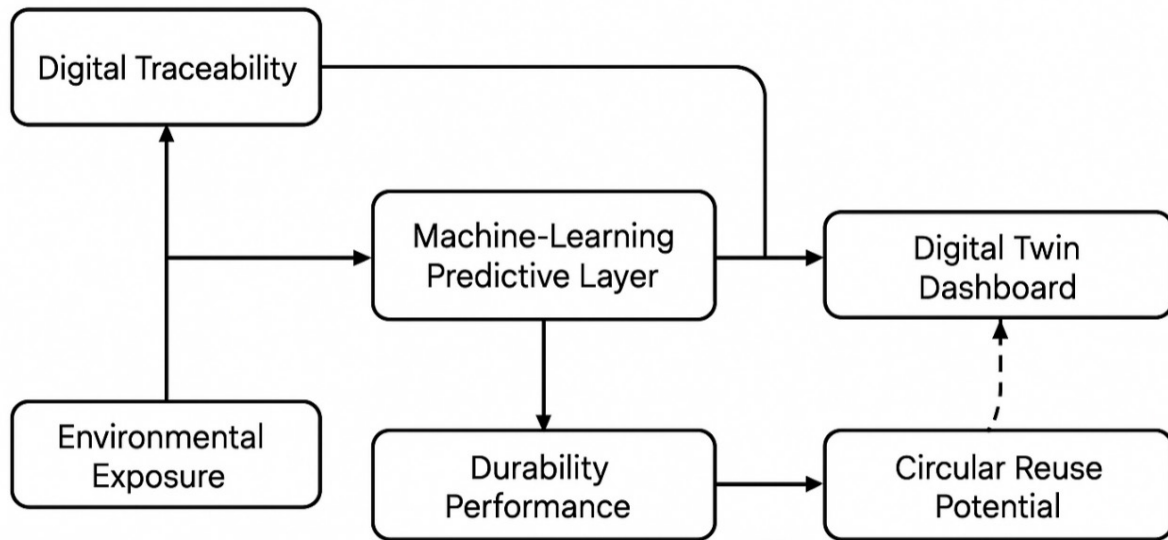 Digital Traceability
Machine-Learning
Predictive Layer
Digital Twin
Dashboard
Environmental
Exposure
Durability
Performance
Circular Reuse
Potential